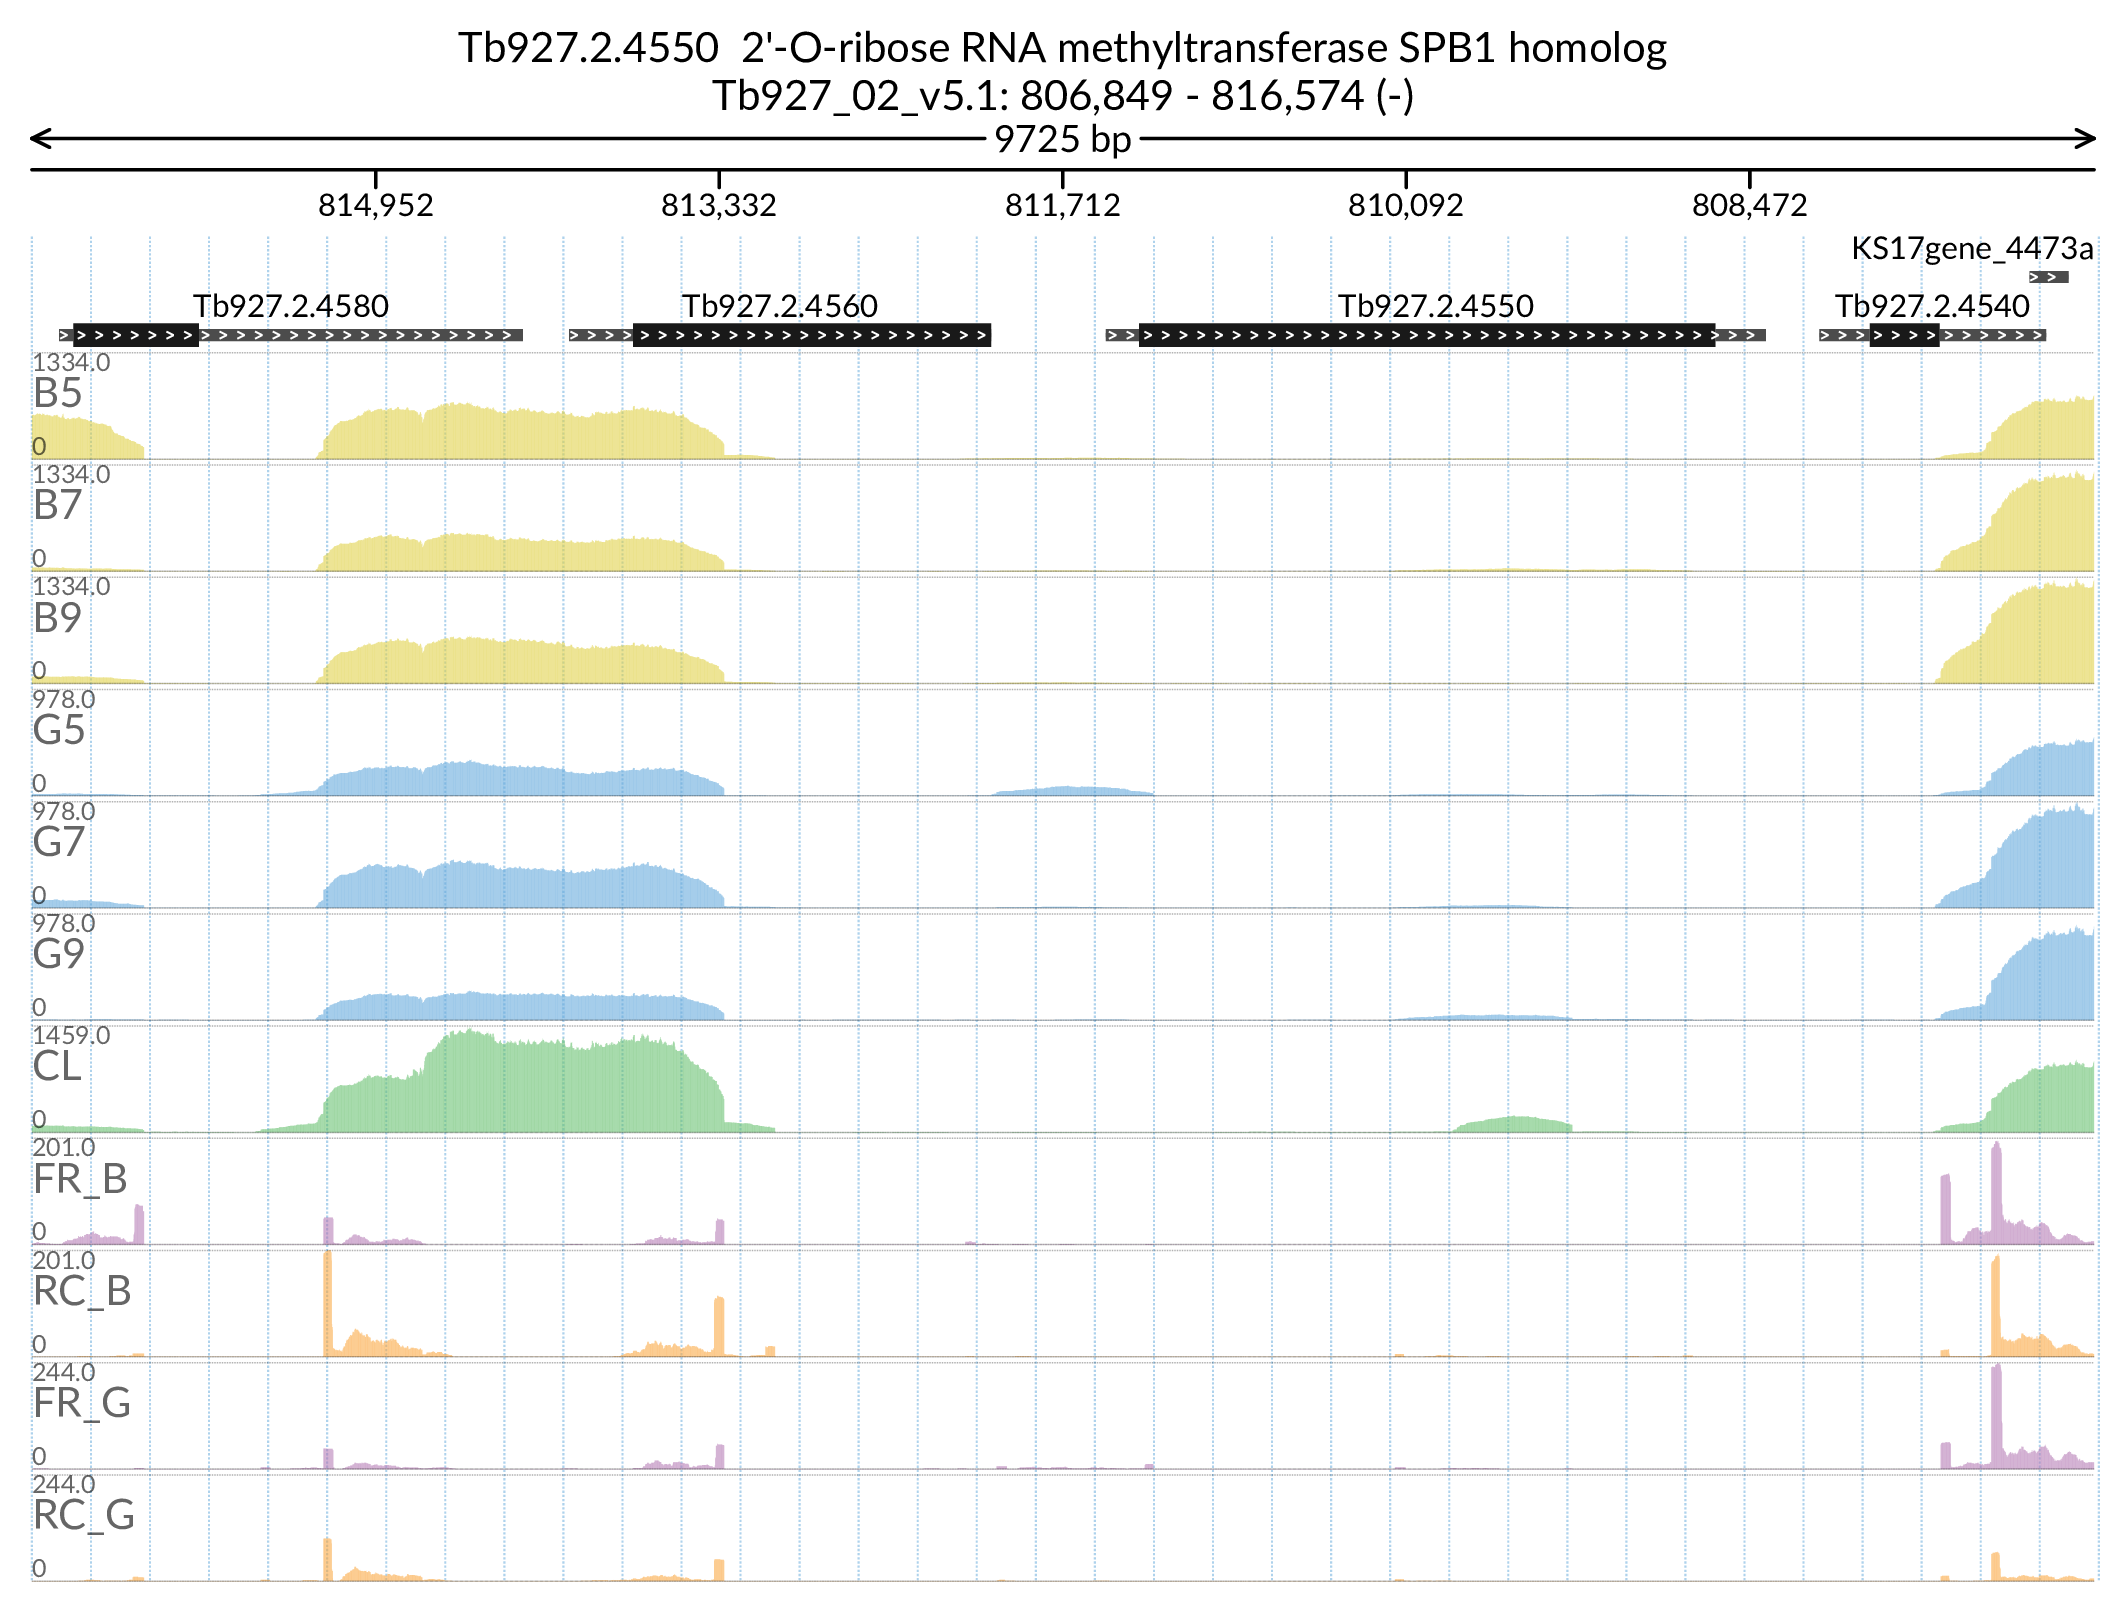 Tb927.2.4550  2'-O-ribose RNA methyltransferase SPB1 homolog
Tb927_02_v5.1: 806,849 - 816,574 (-)
9725 bp
814,952 813,332 811,712 810,092 808,472
KS17gene_4473a
Tb927.2.4580 Tb927.2.4560 Tb927.2.4550 Tb927.2.4540
1334.0
B5
0
1334.0
B7
0
1334.0
B9
0
978.0
G5
0
978.0
G7
0
978.0
G9
0
1459.0
CL
0
201.0
FR_B
0
201.0
RC_B
0
244.0
FR_G
0
244.0
RC_G
0